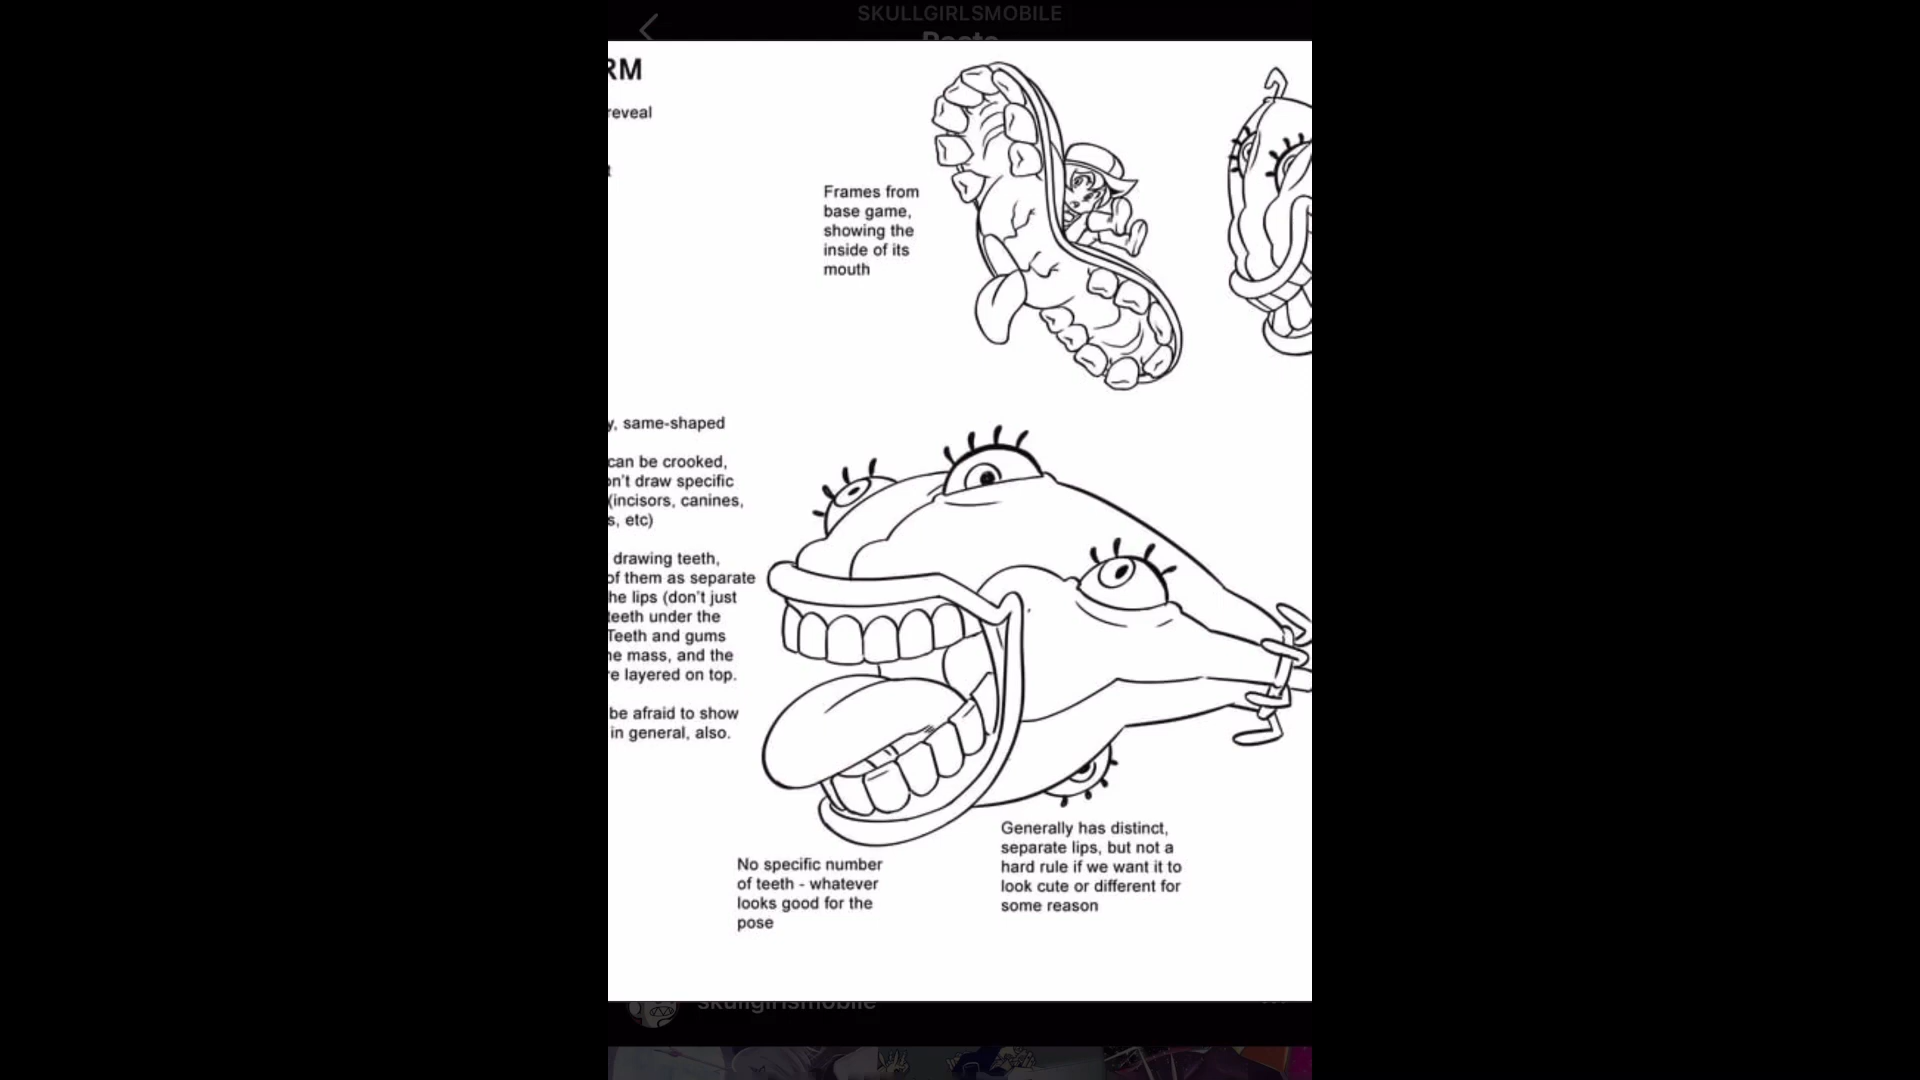 SKULLGIRLSMOBILE
Posts
RM
reveal
Frames from
base game,
showing the
inside of its
mouth
y, same-shaped
can be crooked,
on't draw specific
(incisors, canines,
s, etc)
drawing teeth,
of them as separate
he lips (don't just
teeth under the
Teeth and gums
ne mass, and the
e layered on top.
be afraid to show
in general, also.
Generally has distinct,
separate lips, but not a
hard rule if we want it to
look cute or different for
some reason
No specific number
of teeth - whatever
looks good for the
pose
skullgirlsmobile